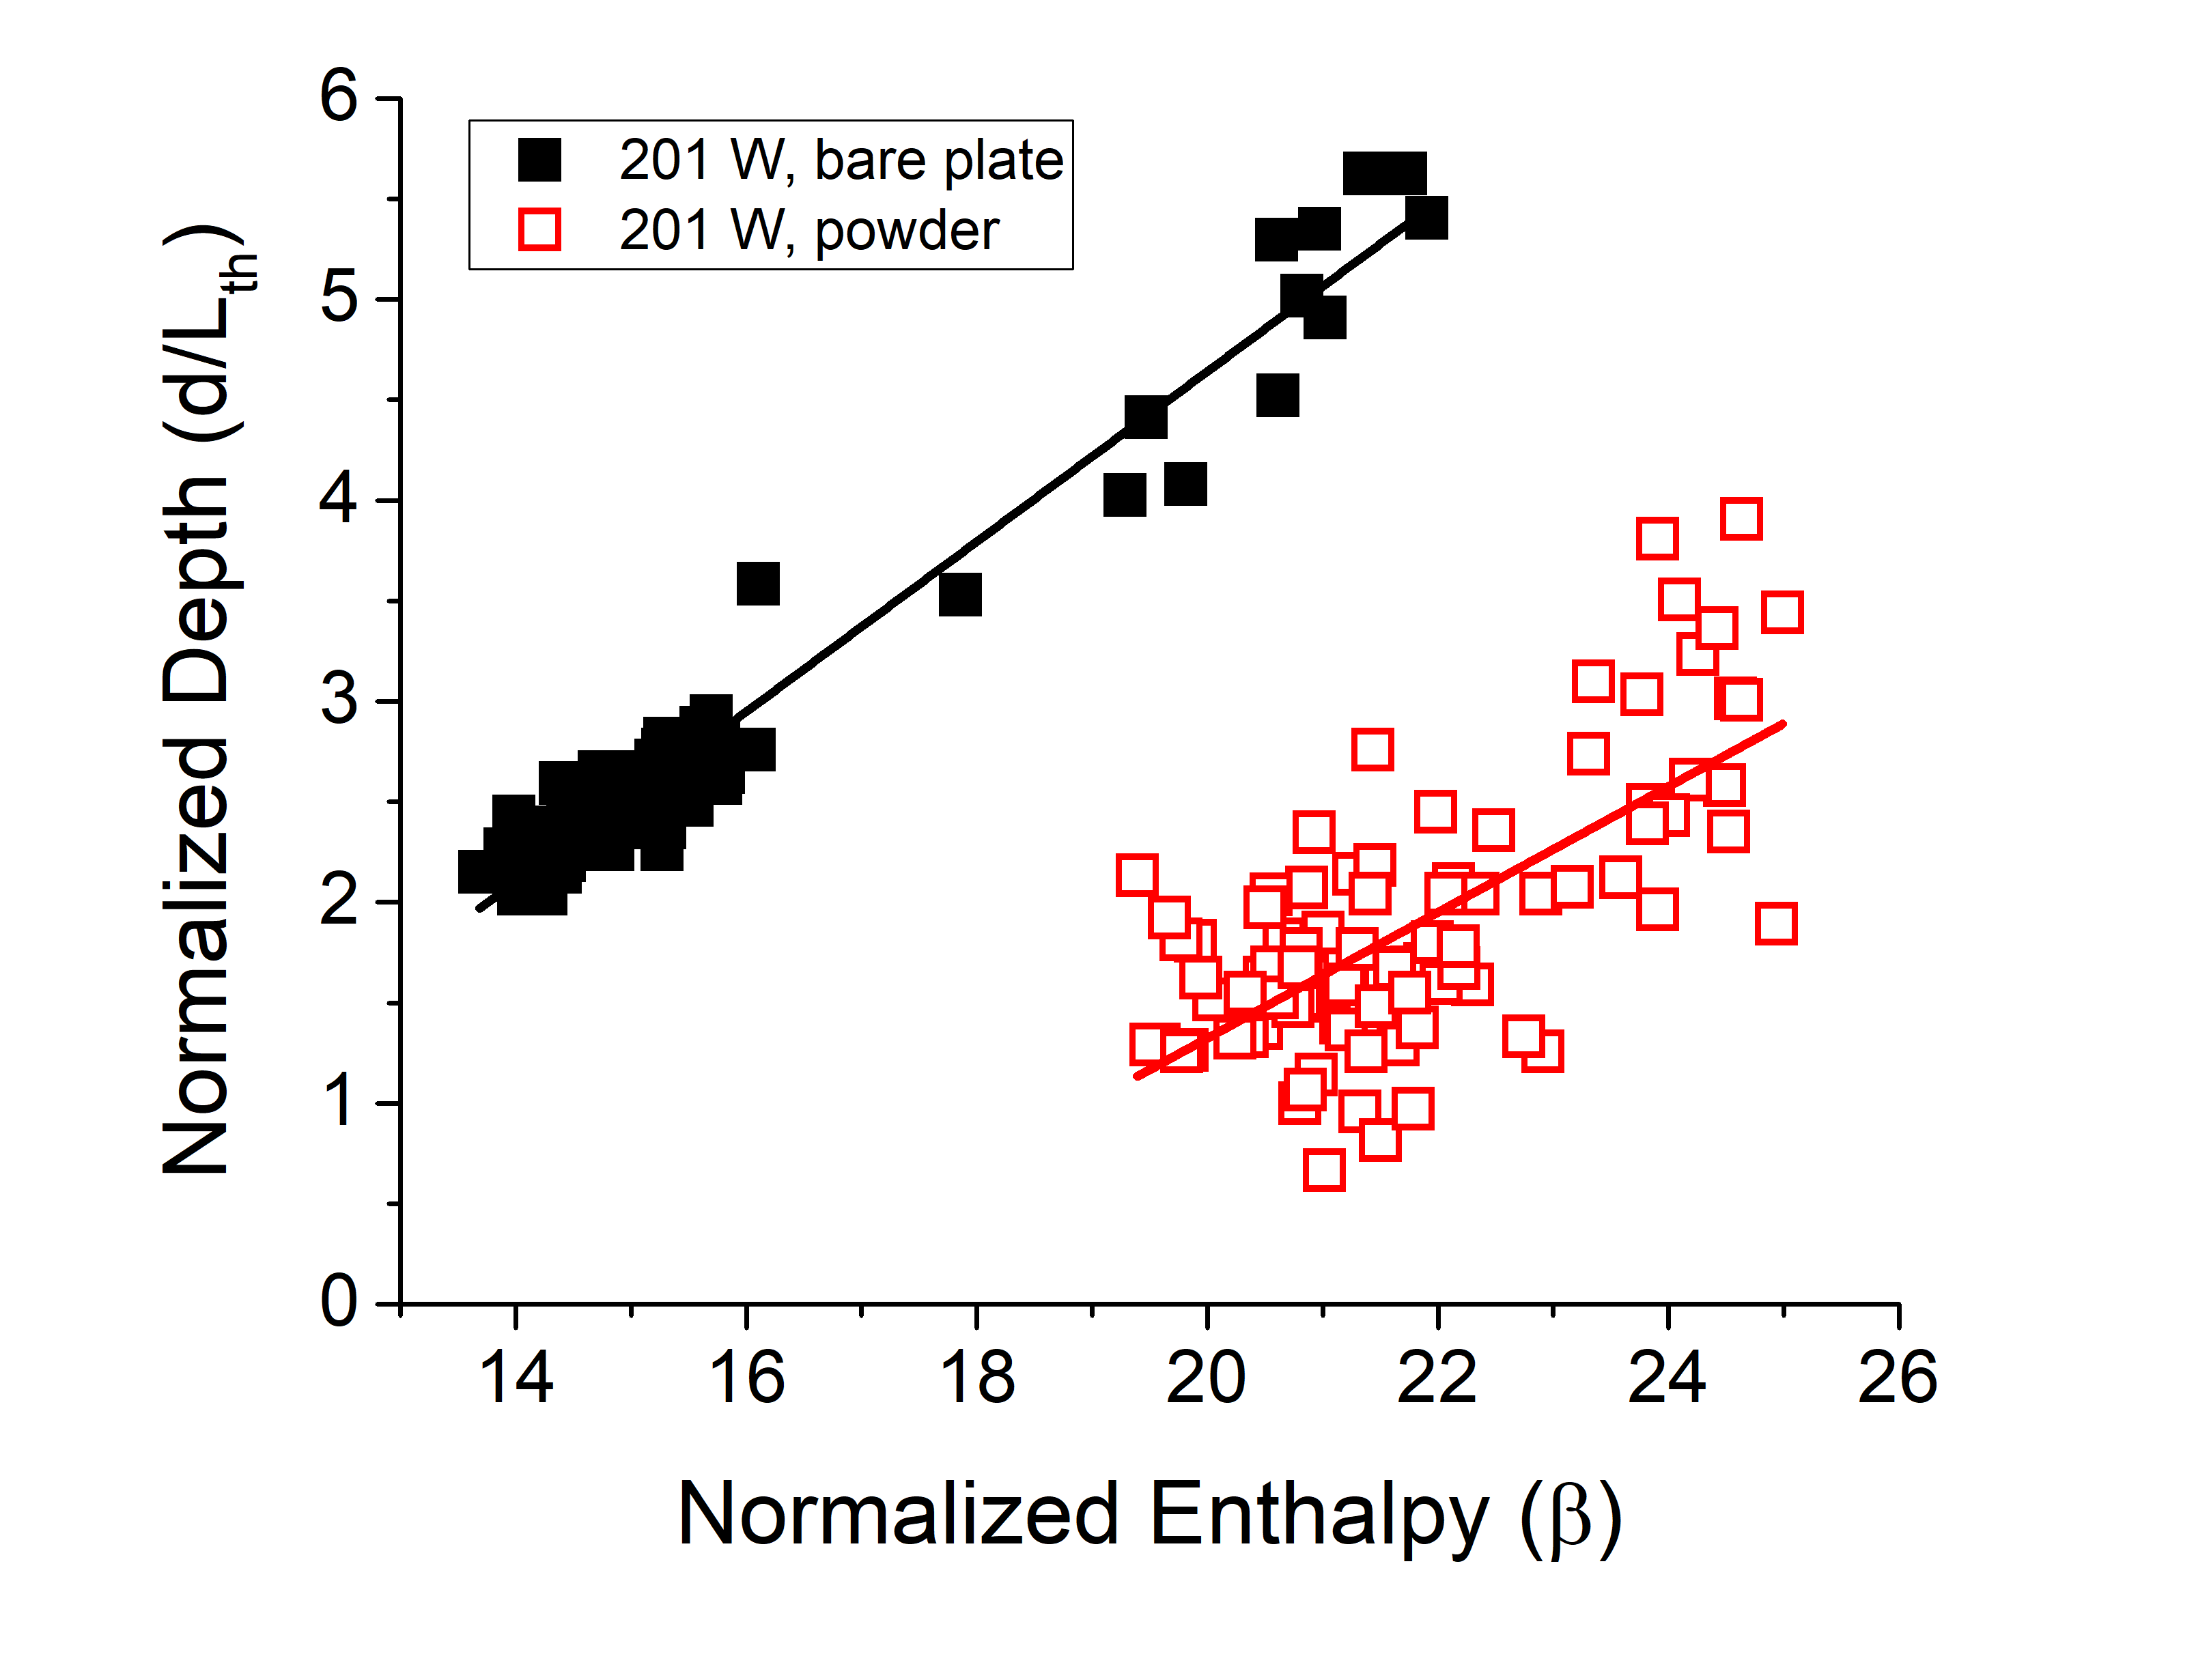 201 W, bare plate
201 W, powder
Normalized Depth (d/Lth)
6
5
4
3
2
1
0
14 16 18 20 22 24 26
Normalized Enthalpy (β)